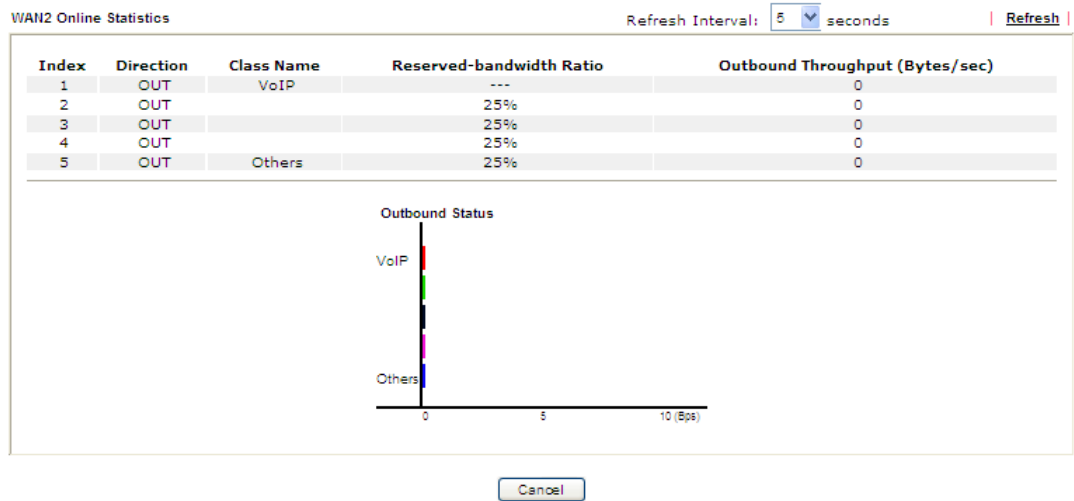 WAN2 Online Statistics Refresh Interval: 5 seconds | Refresh |
Index Direction Class Name Reserved-bandwidth Ratio Outbound Throughput (Bytes/sec)
1 OUT VoIP --- 0
2 OUT 25% 0
3 OUT 25% 0
4 OUT 25% 0
5 OUT Others 25% 0
Outbound Status
VoIP
Others
0 5 10 (Bps)
Cancel